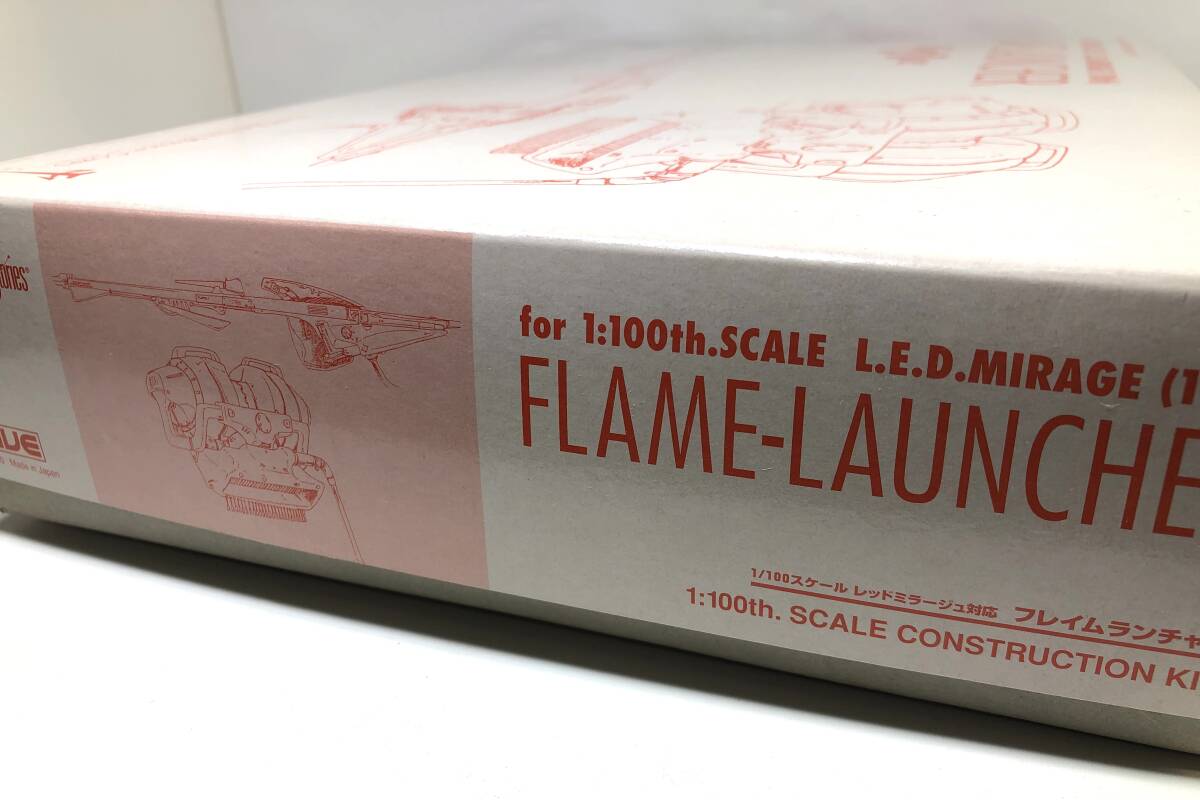 for 1:100th.SCALE L.E.D.MIRAGE (1
FLAME-LAUNCHE
1/100スケール レッドミラージュ対応 フレイムランチャ
1:100th. SCALE CONSTRUCTION KI
Made in Japan